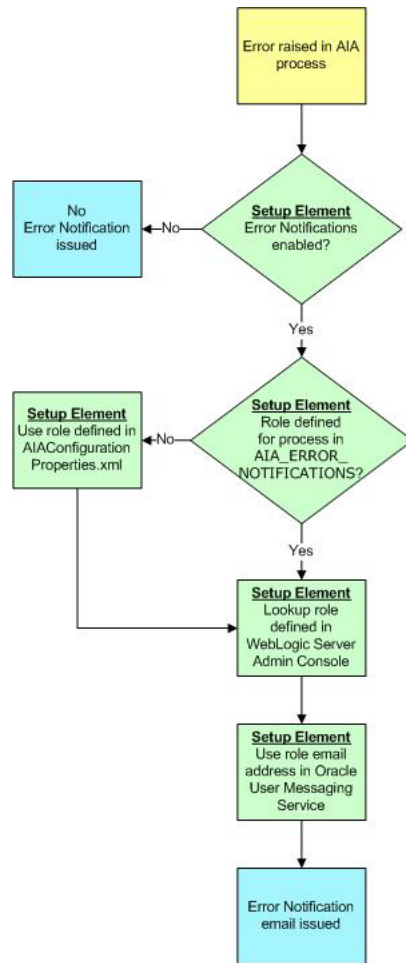 Error raised in AIA
process
Setup Element
Error Notifications
enabled?
No
No
Error Notification
issued
Yes
Setup Element
Role defined
for process in
AIA_ERROR_
NOTIFICATIONS?
No
Setup Element
Use role defined in
AIAConfiguration
Properties.xml
Yes
Setup Element
Lookup role
defined in
WebLogic Server
Admin Console
Setup Element
Use role email
address in Oracle
User Messaging
Service
Error Notification
email issued